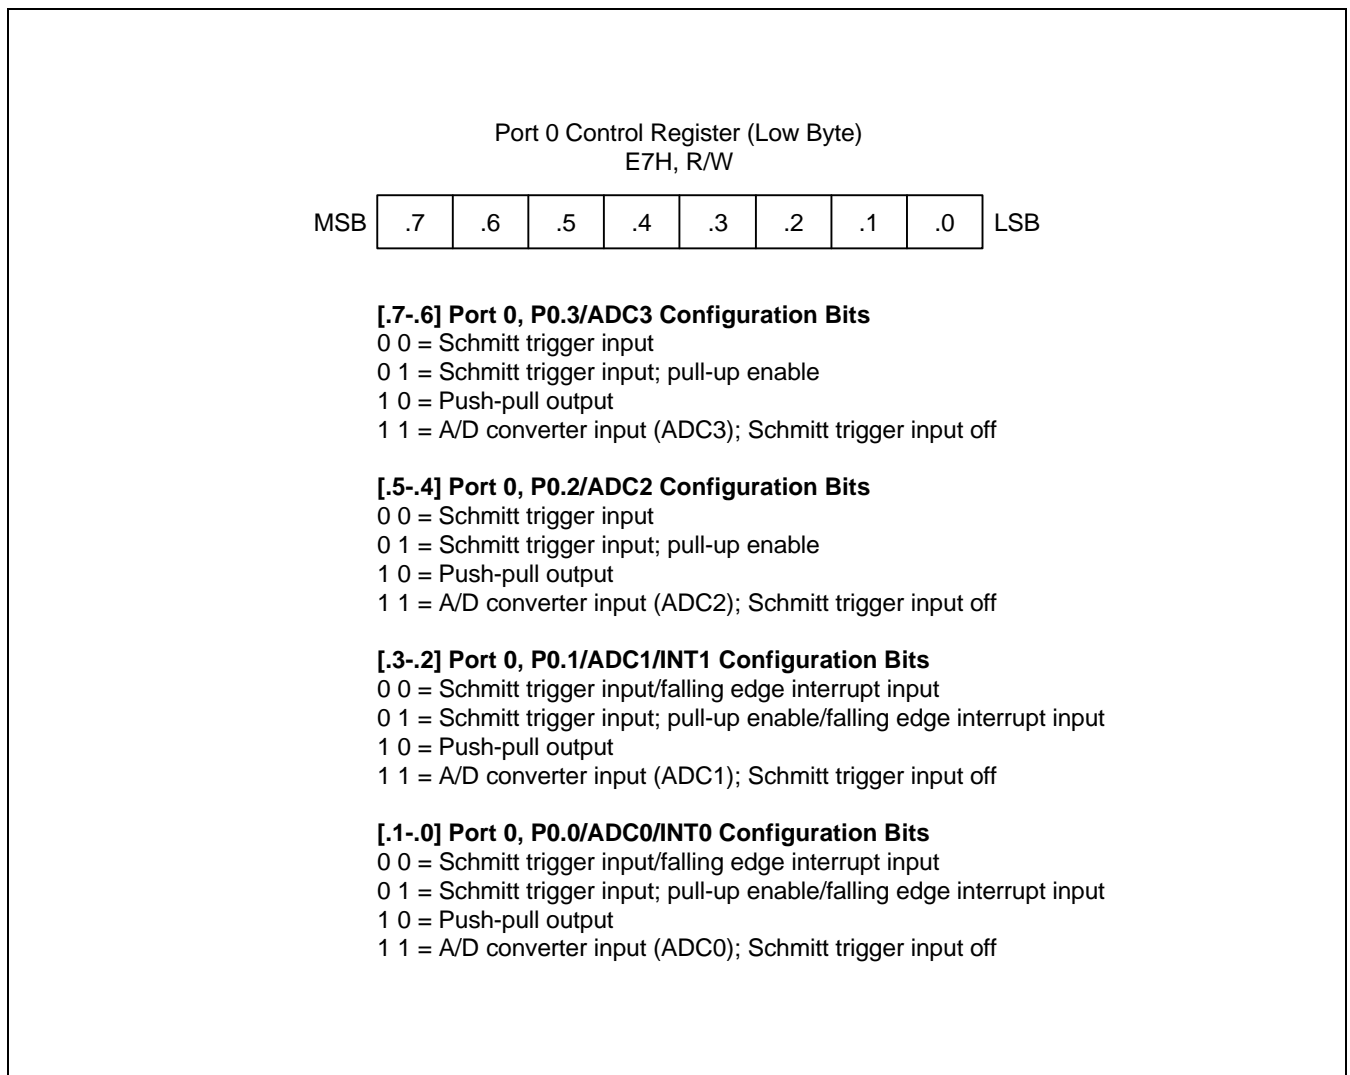 Port 0 Control Register (Low Byte)
E7H, R/W
MSB .7 .6 .5 .4 .3 .2 .1 .0 LSB
[.7-.6] Port 0, P0.3/ADC3 Configuration Bits
0 0 = Schmitt trigger input
0 1 = Schmitt trigger input; pull-up enable
1 0 = Push-pull output
1 1 = A/D converter input (ADC3); Schmitt trigger input off
[.5-.4] Port 0, P0.2/ADC2 Configuration Bits
0 0 = Schmitt trigger input
0 1 = Schmitt trigger input; pull-up enable
1 0 = Push-pull output
1 1 = A/D converter input (ADC2); Schmitt trigger input off
[.3-.2] Port 0, P0.1/ADC1/INT1 Configuration Bits
0 0 = Schmitt trigger input/falling edge interrupt input
0 1 = Schmitt trigger input; pull-up enable/falling edge interrupt input
1 0 = Push-pull output
1 1 = A/D converter input (ADC1); Schmitt trigger input off
[.1-.0] Port 0, P0.0/ADC0/INT0 Configuration Bits
0 0 = Schmitt trigger input/falling edge interrupt input
0 1 = Schmitt trigger input; pull-up enable/falling edge interrupt input
1 0 = Push-pull output
1 1 = A/D converter input (ADC0); Schmitt trigger input off